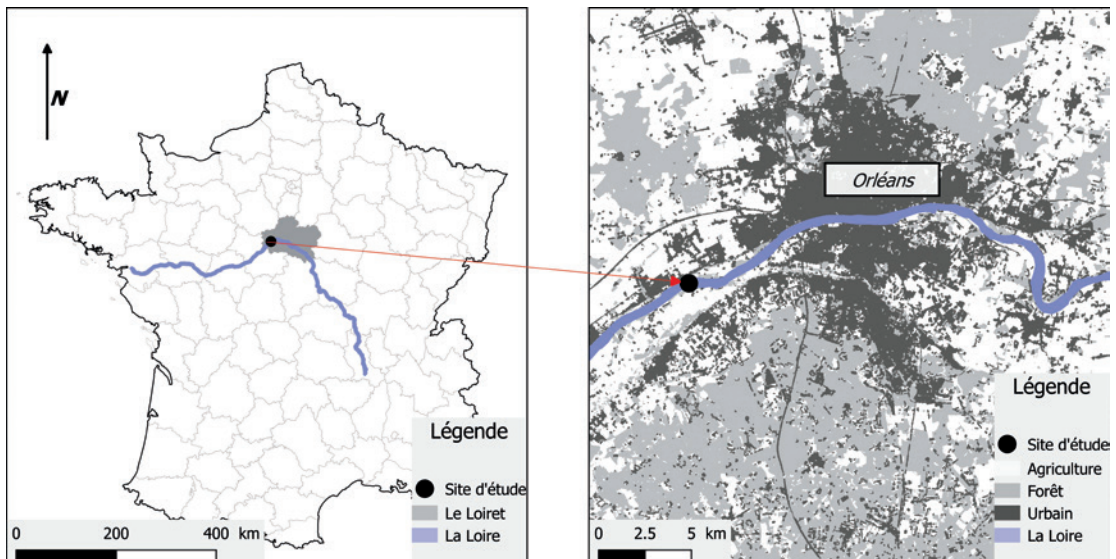 N
Légende
Site d'étude
Le Loiret
La Loire
0 200 400 km
Orléans
Légende
Site d'études
Agriculture
Forêt
Urbain
La Loire
0 2.5 5 km